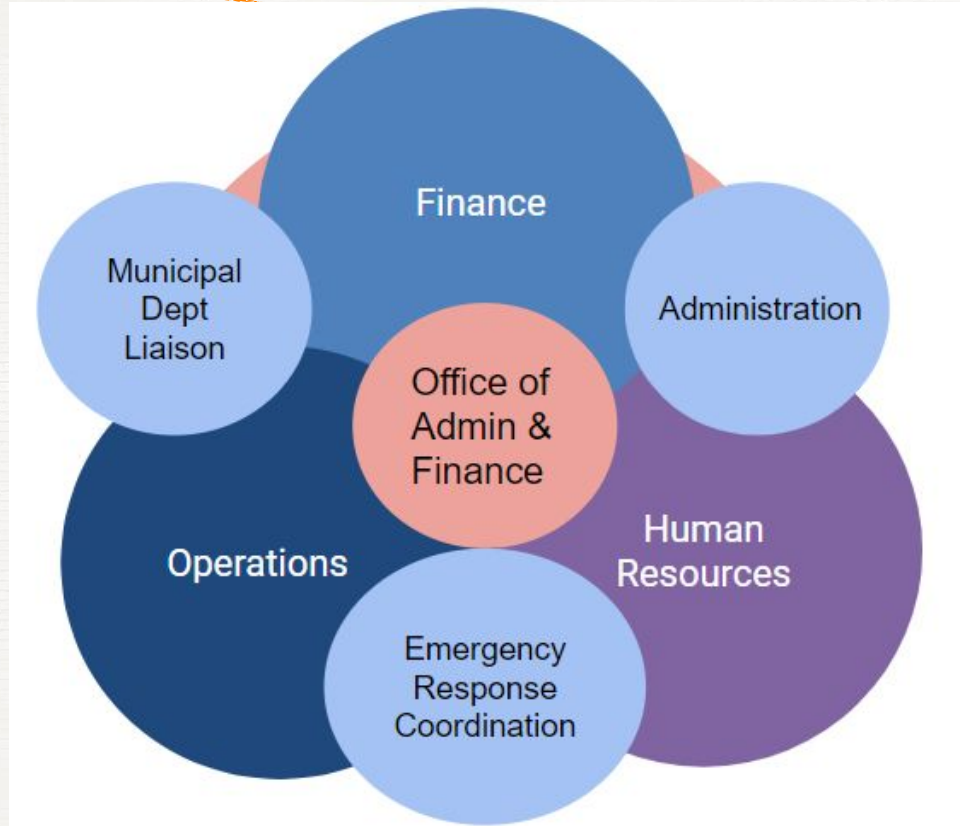 Finance
Municipal
Dept
Liaison
Administration
Office of
Admin &
Finance
Operations
Human
Resources
Emergency
Response
Coordination